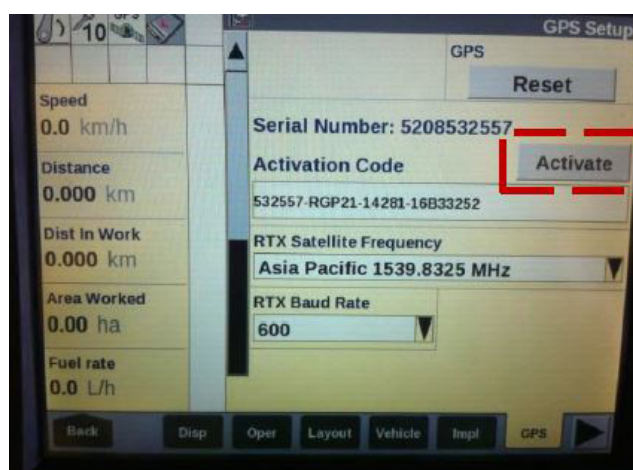 GPS Setup
10
GPS
Reset
Speed
0.0 km/h
Serial Number: 5208532557
Distance
0.000 km
Activation Code
Activate
532557-RGP21-14281-16B33252
Dist In Work
0.000 km
RTX Satellite Frequency
Asia Pacific 1539.8325 MHz
Area Worked
0.00 ha
RTX Baud Rate
600
Fuel rate
0.0 L/h
Back
Disp
Oper
Layout
Vehicle
Impl
GPS